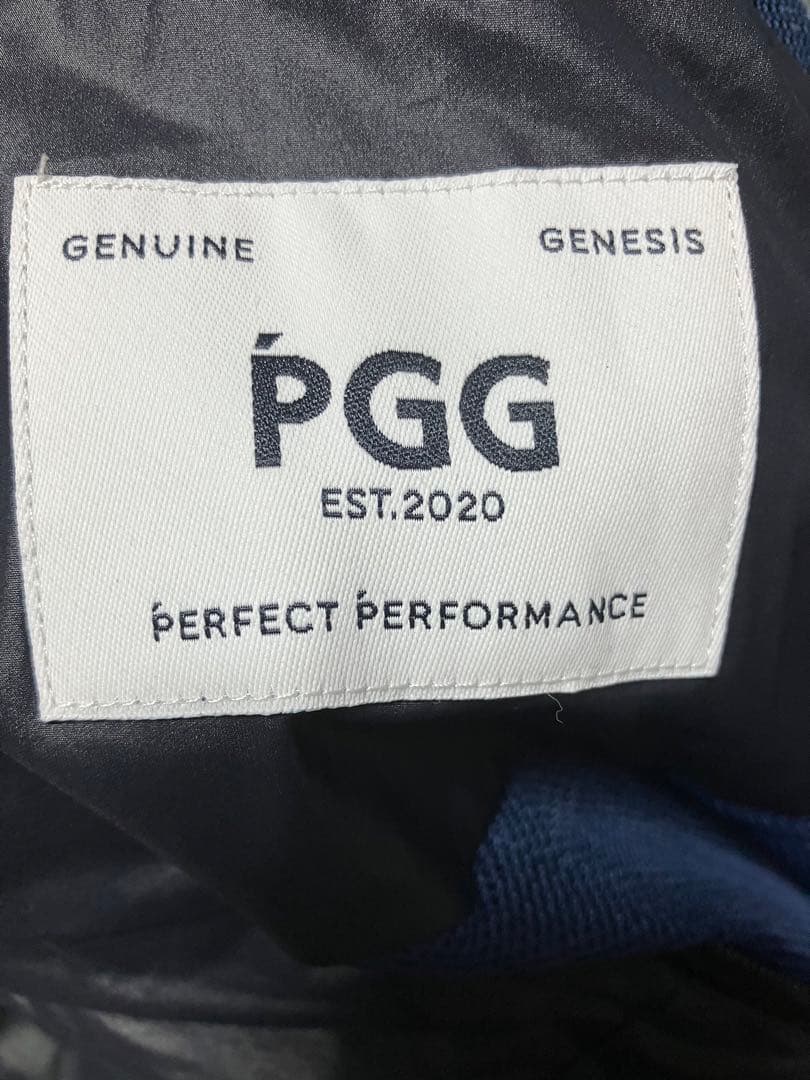 GENUINE GENESIS
ṔGG
EST.2020
ṔERFECT ṔERFORMANCE